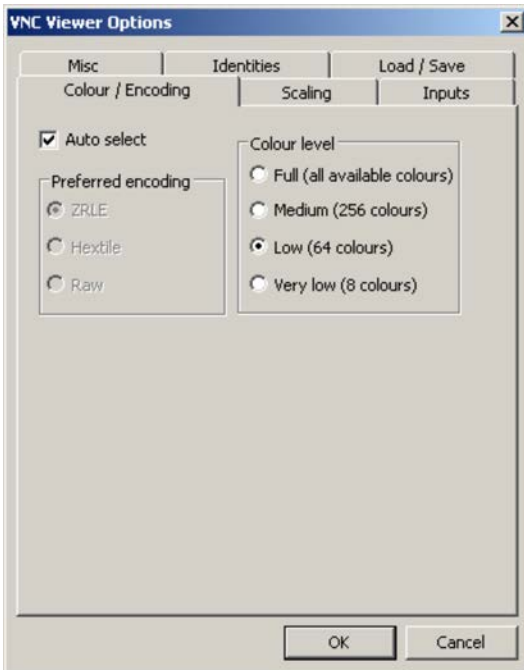 VNC Viewer Options
Misc Identities Load / Save
Colour / Encoding Scaling Inputs
Auto select
Preferred encoding
ZRLE
Hextile
Raw
Colour level
Full (all available colours)
Medium (256 colours)
Low (64 colours)
Very low (8 colours)
OK Cancel